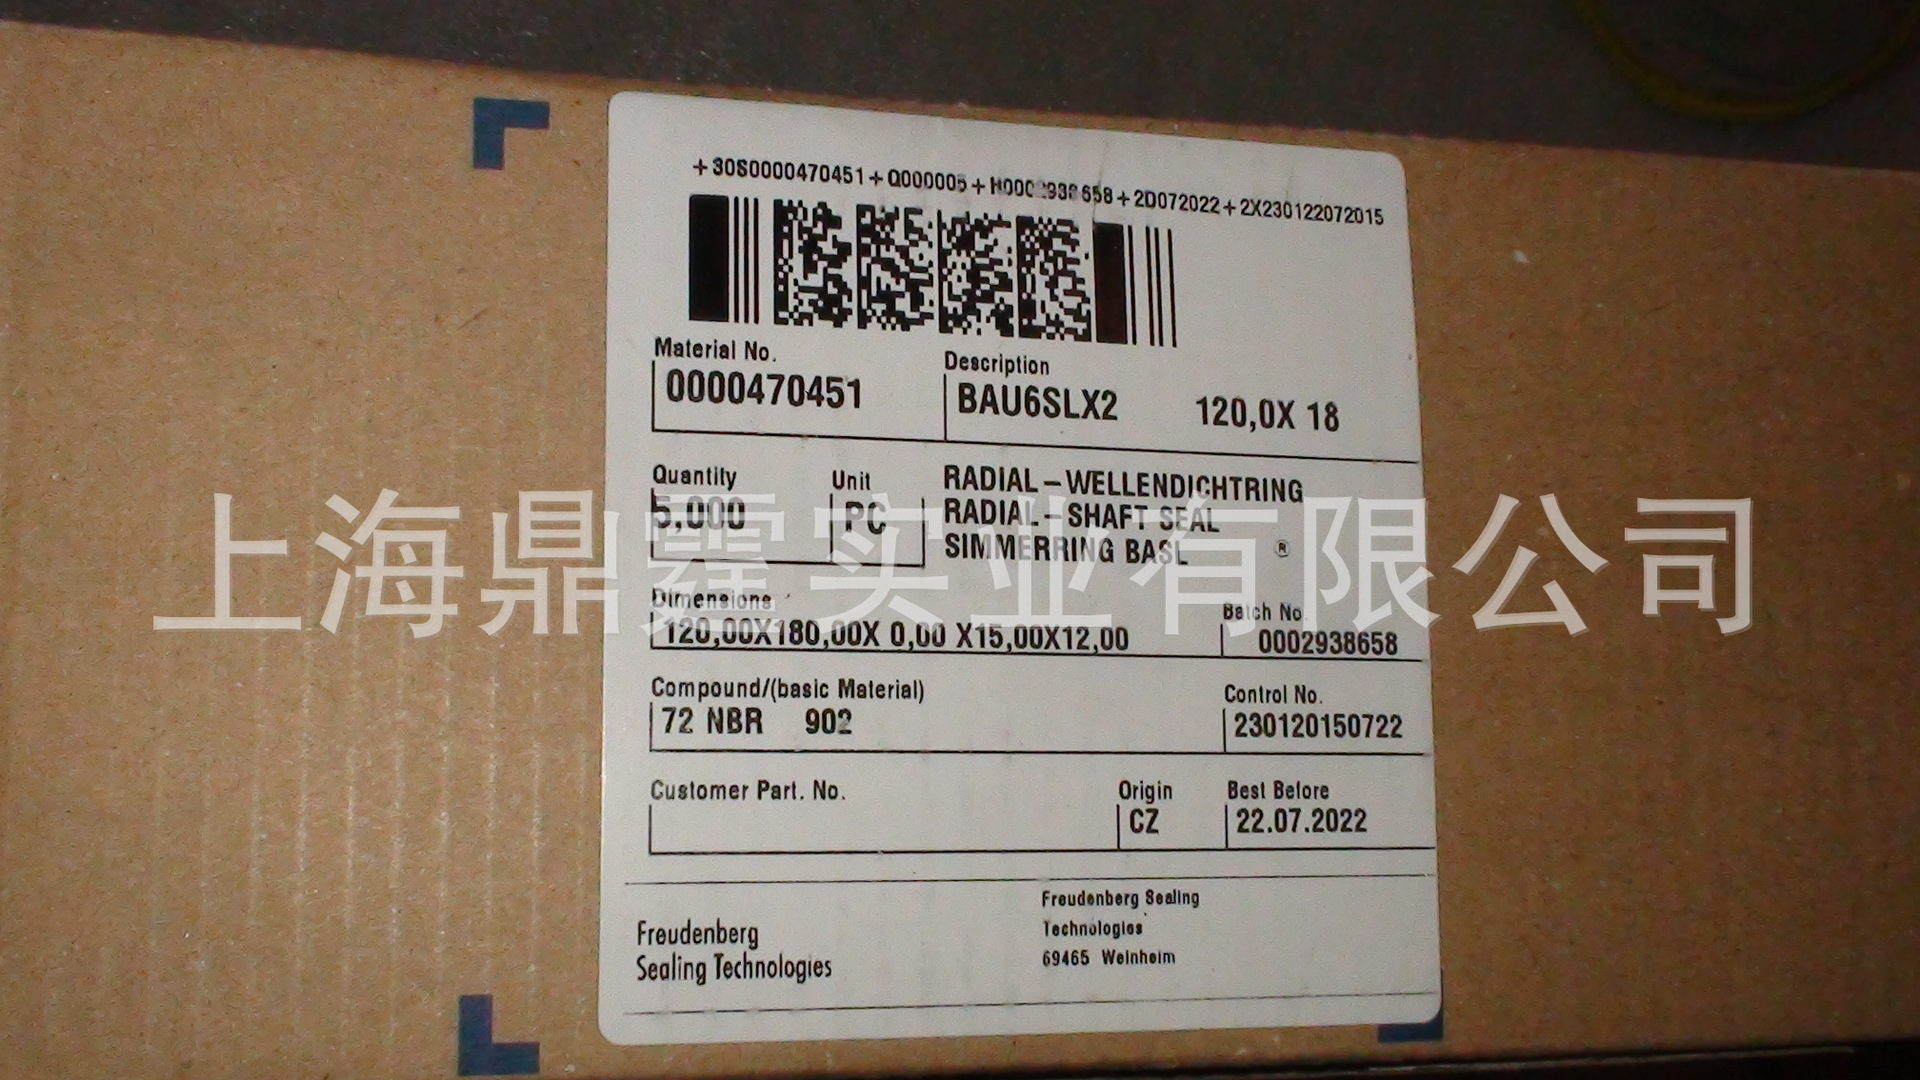 +30S0000470451+Q000005+H0002938658+2D072022+2X230122072015
Material No.
0000470451
Description
BAU6SLX2 120,0X 18
Quantity
5,000
Unit
PC
RADIAL-WELLENDICHTRING
RADIAL-SHAFT SEAL
SIMMERRING BASL ®
Dimensions
120,00X180,00X 0,00 X15,00X12,00
Batch No.
0002938658
Compound/(basic Material)
72 NBR 902
Control No.
230120150722
Customer Part. No.
Origin
CZ
Best Before
22.07.2022
Freudenberg
Sealing Technologies
Freudenberg Sealing
Technologies
69465 Weinheim
上海鼎霆实业有限公司